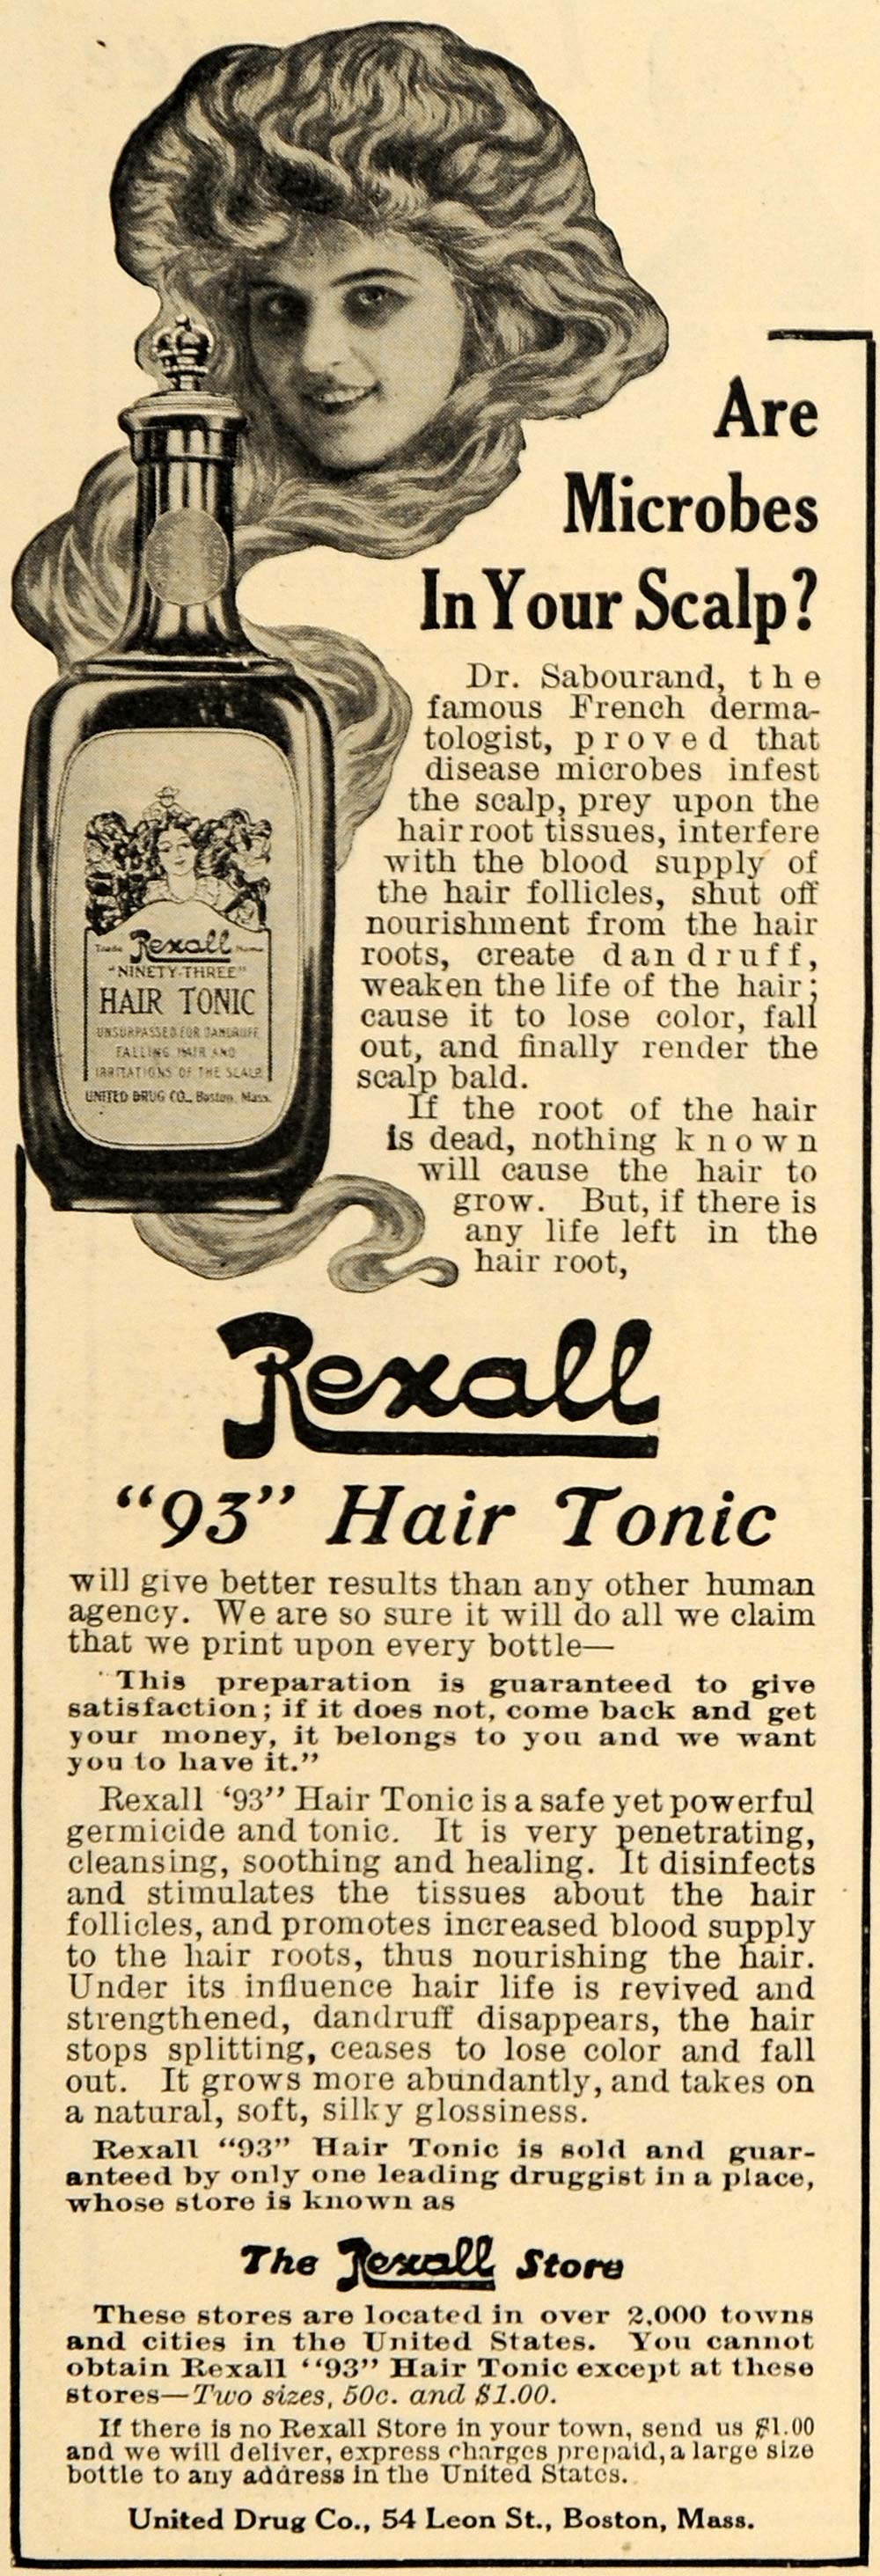 Are
Microbes
In Your Scalp?
Dr. Sabourand, the
famous French derma-
tologist, proved that
disease microbes infest
the scalp, prey upon the
hair root tissues, interfere
with the blood supply of
the hair follicles, shut off
nourishment from the hair
roots, create dandruff,
weaken the life of the hair;
cause it to lose color, fall
out, and finally render the
scalp bald.
If the root of the hair
is dead, nothing known
will cause the hair to
grow. But, if there is
any life left in the
hair root,
Trade Rexall Name
"NINETY-THREE"
HAIR TONIC
UNSURPASSED FOR DANDRUFF
FALLING HAIR AND
IRRITATIONS OF THE SCALP
UNITED DRUG CO., Boston, Mass.
Rexall
"93" Hair Tonic
will give better results than any other human
agency. We are so sure it will do all we claim
that we print upon every bottle—
"This preparation is guaranteed to give
satisfaction; if it does not, come back and get
your money, it belongs to you and we want
you to have it."
Rexall '93" Hair Tonic is a safe yet powerful
germicide and tonic. It is very penetrating,
cleansing, soothing and healing. It disinfects
and stimulates the tissues about the hair
follicles, and promotes increased blood supply
to the hair roots, thus nourishing the hair.
Under its influence hair life is revived and
strengthened, dandruff disappears, the hair
stops splitting, ceases to lose color and fall
out. It grows more abundantly, and takes on
a natural, soft, silky glossiness.
Rexall "93" Hair Tonic is sold and guar-
anteed by only one leading druggist in a place,
whose store is known as
The Rexall Store
These stores are located in over 2,000 towns
and cities in the United States. You cannot
obtain Rexall "93" Hair Tonic except at these
stores—Two sizes, 50c. and $1.00.
If there is no Rexall Store in your town, send us $1.00
and we will deliver, express charges prepaid, a large size
bottle to any address in the United States.
United Drug Co., 54 Leon St., Boston, Mass.